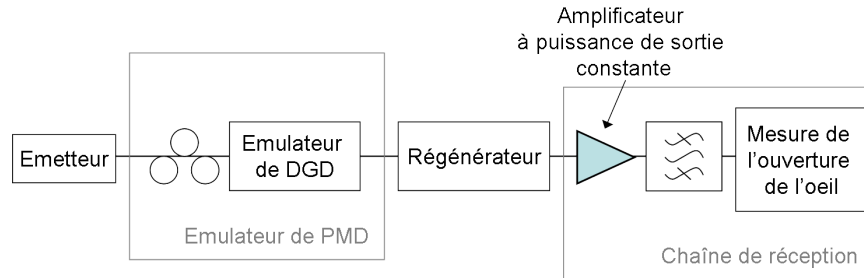 Amplificateur
à puissance de sortie
constante
Emetteur
Emulateur
de DGD
Régénérateur
Mesure de
l'ouverture
de l'oeil
Emulateur de PMD
Chaîne de réception